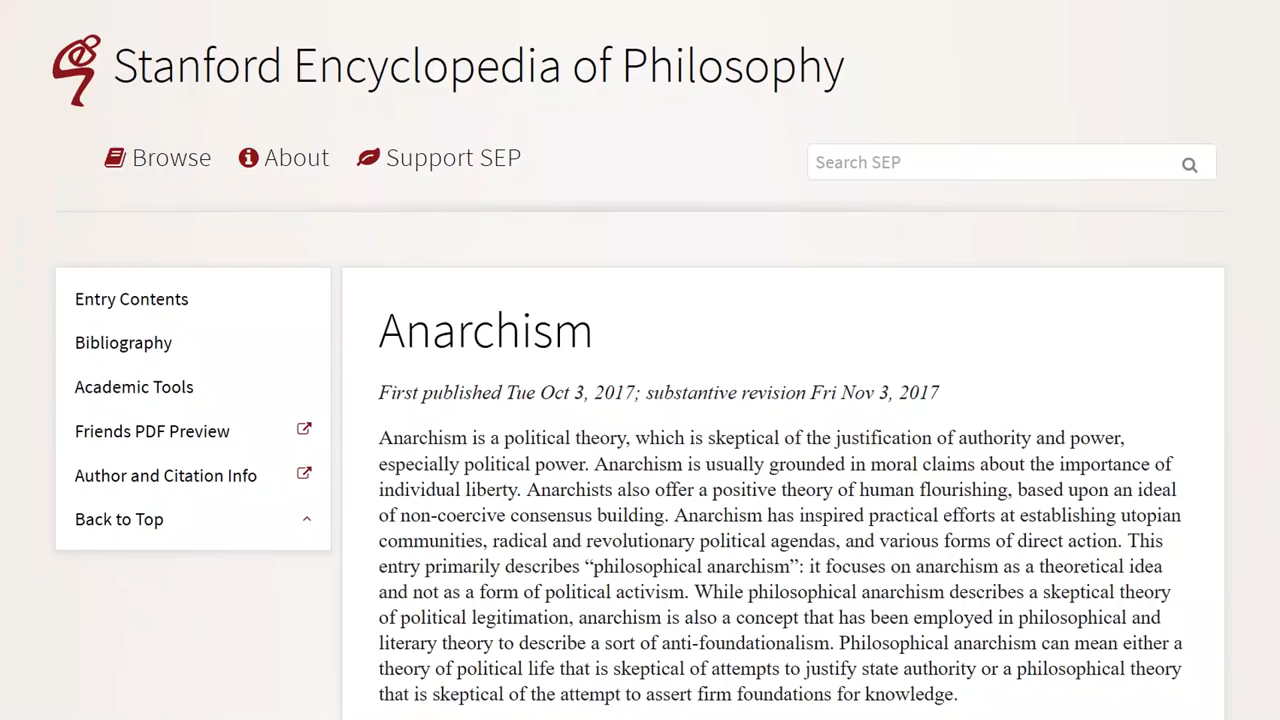 Stanford Encyclopedia of Philosophy
Browse
About
Support SEP
Search SEP
Entry Contents
Bibliography
Academic Tools
Friends PDF Preview
Author and Citation Info
Back to Top
Anarchism
First published Tue Oct 3, 2017; substantive revision Fri Nov 3, 2017
Anarchism is a political theory, which is skeptical of the justification of authority and power,
especially political power. Anarchism is usually grounded in moral claims about the importance of
individual liberty. Anarchists also offer a positive theory of human flourishing, based upon an ideal
of non-coercive consensus building. Anarchism has inspired practical efforts at establishing utopian
communities, radical and revolutionary political agendas, and various forms of direct action. This
entry primarily describes “philosophical anarchism”: it focuses on anarchism as a theoretical idea
and not as a form of political activism. While philosophical anarchism describes a skeptical theory
of political legitimation, anarchism is also a concept that has been employed in philosophical and
literary theory to describe a sort of anti-foundationalism. Philosophical anarchism can mean either a
theory of political life that is skeptical of attempts to justify state authority or a philosophical theory
that is skeptical of the attempt to assert firm foundations for knowledge.